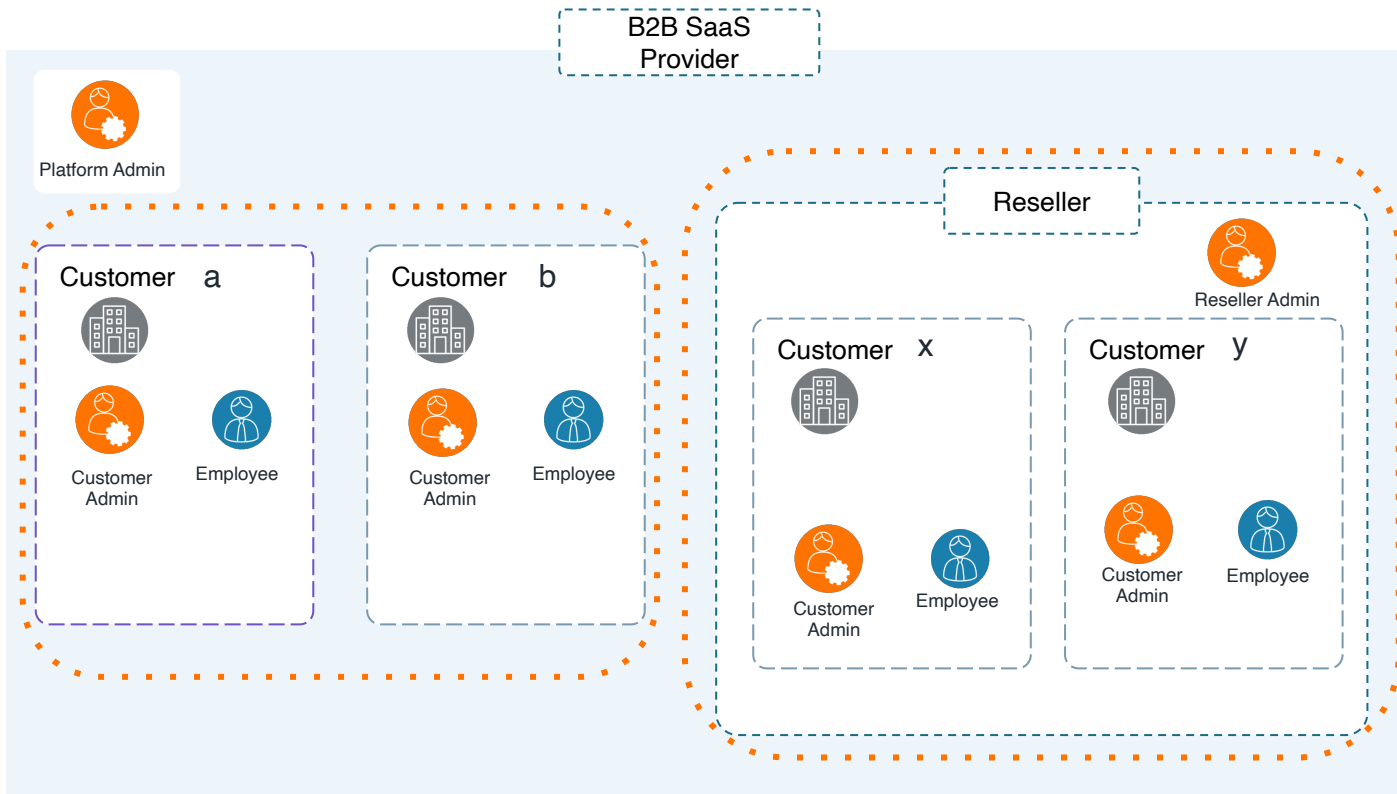 B2B SaaS
Provider
Platform Admin
Customer a
Customer
Admin
Employee
Customer b
Customer
Admin
Employee
Reseller
Reseller Admin
Customer x
Customer
Admin
Employee
Customer y
Customer
Admin
Employee